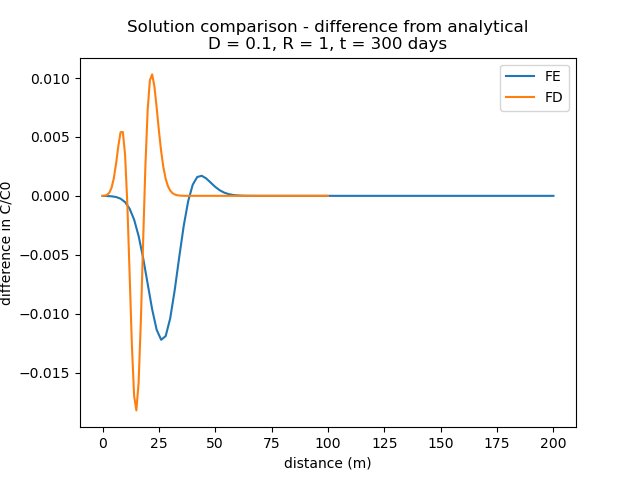 Solution comparison - difference from analytical
D = 0.1, R = 1, t = 300 days
FE
FD
0.010
0.005
0.000
−0.005
−0.010
−0.015
difference in C/C0
0
25
50
75
100
125
150
175
200
distance (m)